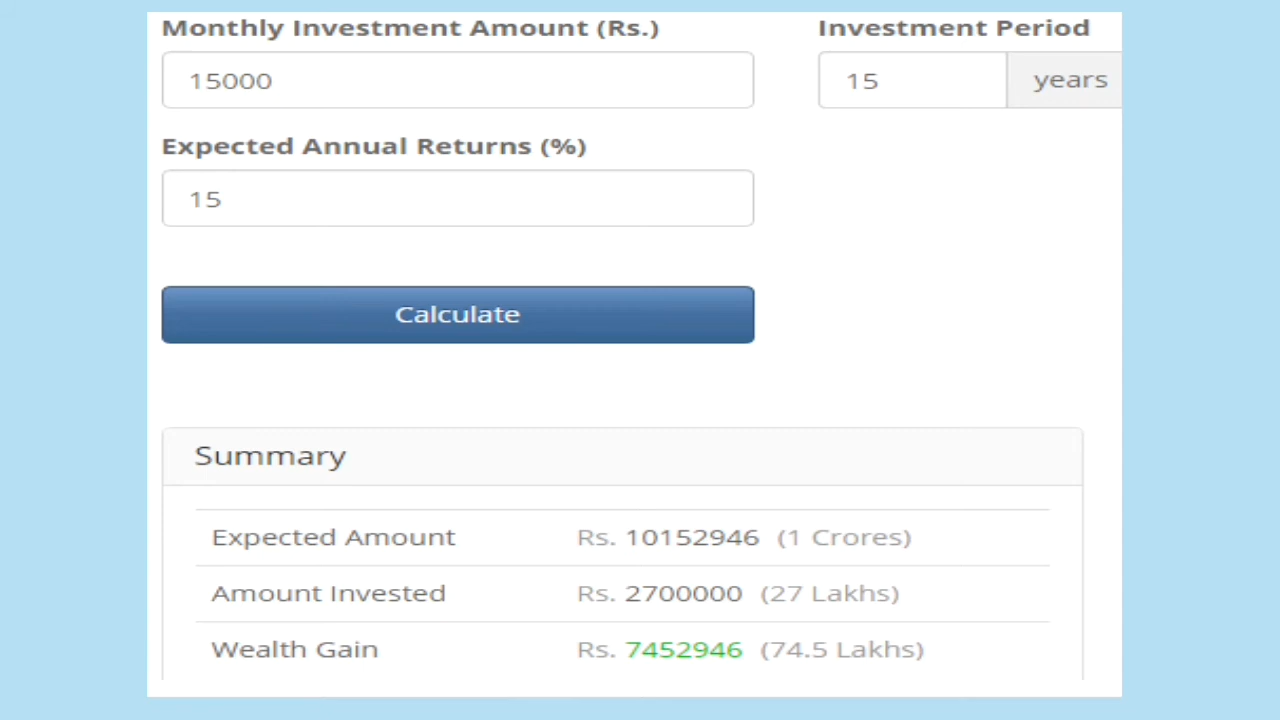 Monthly Investment Amount (Rs.)
Investment Period
15000
15 years
Expected Annual Returns (%)
15
Calculate
Summary
Expected Amount Rs. 10152946 (1 Crores)
Amount Invested Rs. 2700000 (27 Lakhs)
Wealth Gain Rs. 7452946 (74.5 Lakhs)